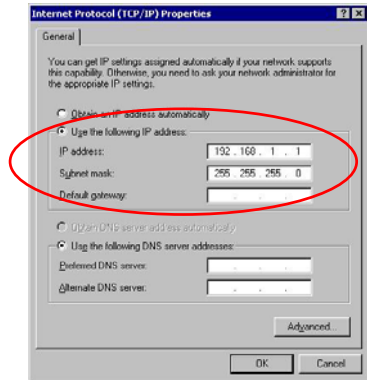 Internet Protocol (TCP/IP) Properties
? X
General
You can get IP settings assigned automatically if your network supports
this capability. Otherwise, you need to ask your network administrator for
the appropriate IP settings.
Obtain an IP address automatically
Use the following IP address:
IP address: 192 . 168 . 1 . 1
Subnet mask: 255 . 255 . 255 . 0
Default gateway: . . .
Obtain DNS server address automatically
Use the following DNS server addresses:
Preferred DNS server: . . .
Alternate DNS server: . . .
Advanced...
OK Cancel